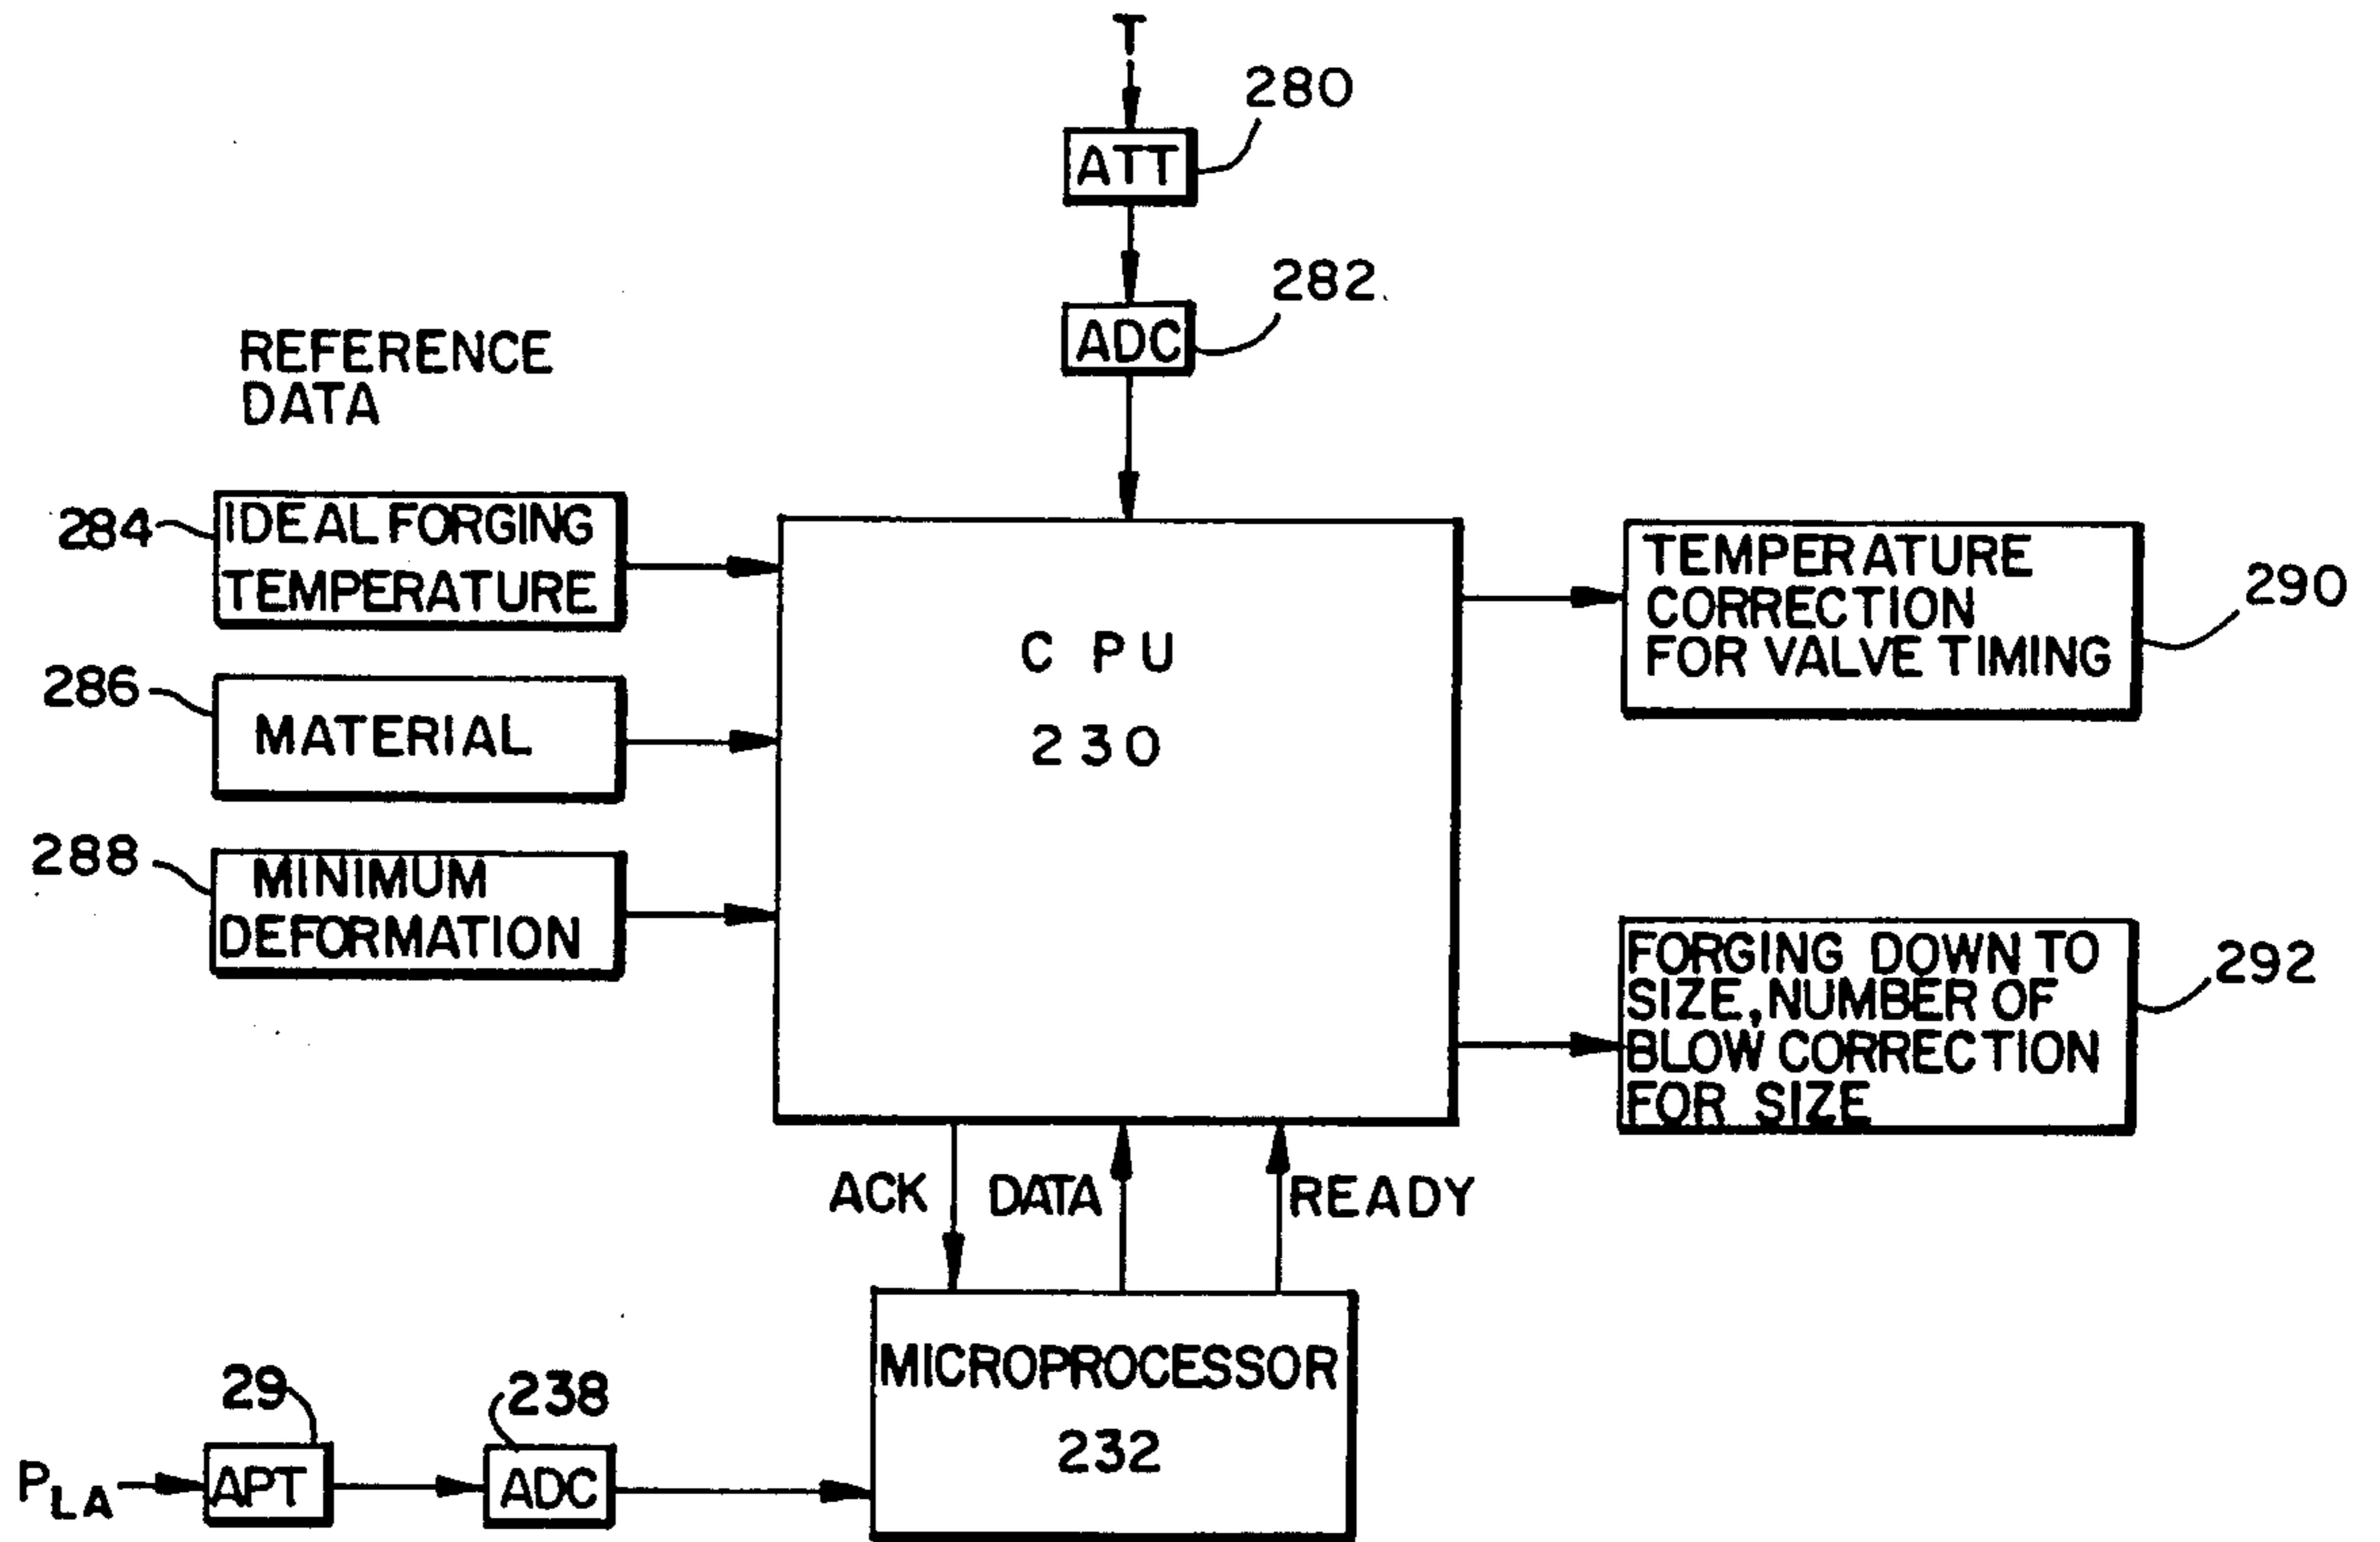 T
280
ATT
282
ADC
REFERENCE
DATA
284
IDEAL FORGING
TEMPERATURE
286
MATERIAL
288
MINIMUM
DEFORMATION
C P U
230
TEMPERATURE
CORRECTION
FOR VALVE TIMING
290
FORGING DOWN TO
SIZE, NUMBER OF
BLOW CORRECTION
FOR SIZE
292
ACK
DATA
READY
MICROPROCESSOR
232
PLA
29
APT
238
ADC